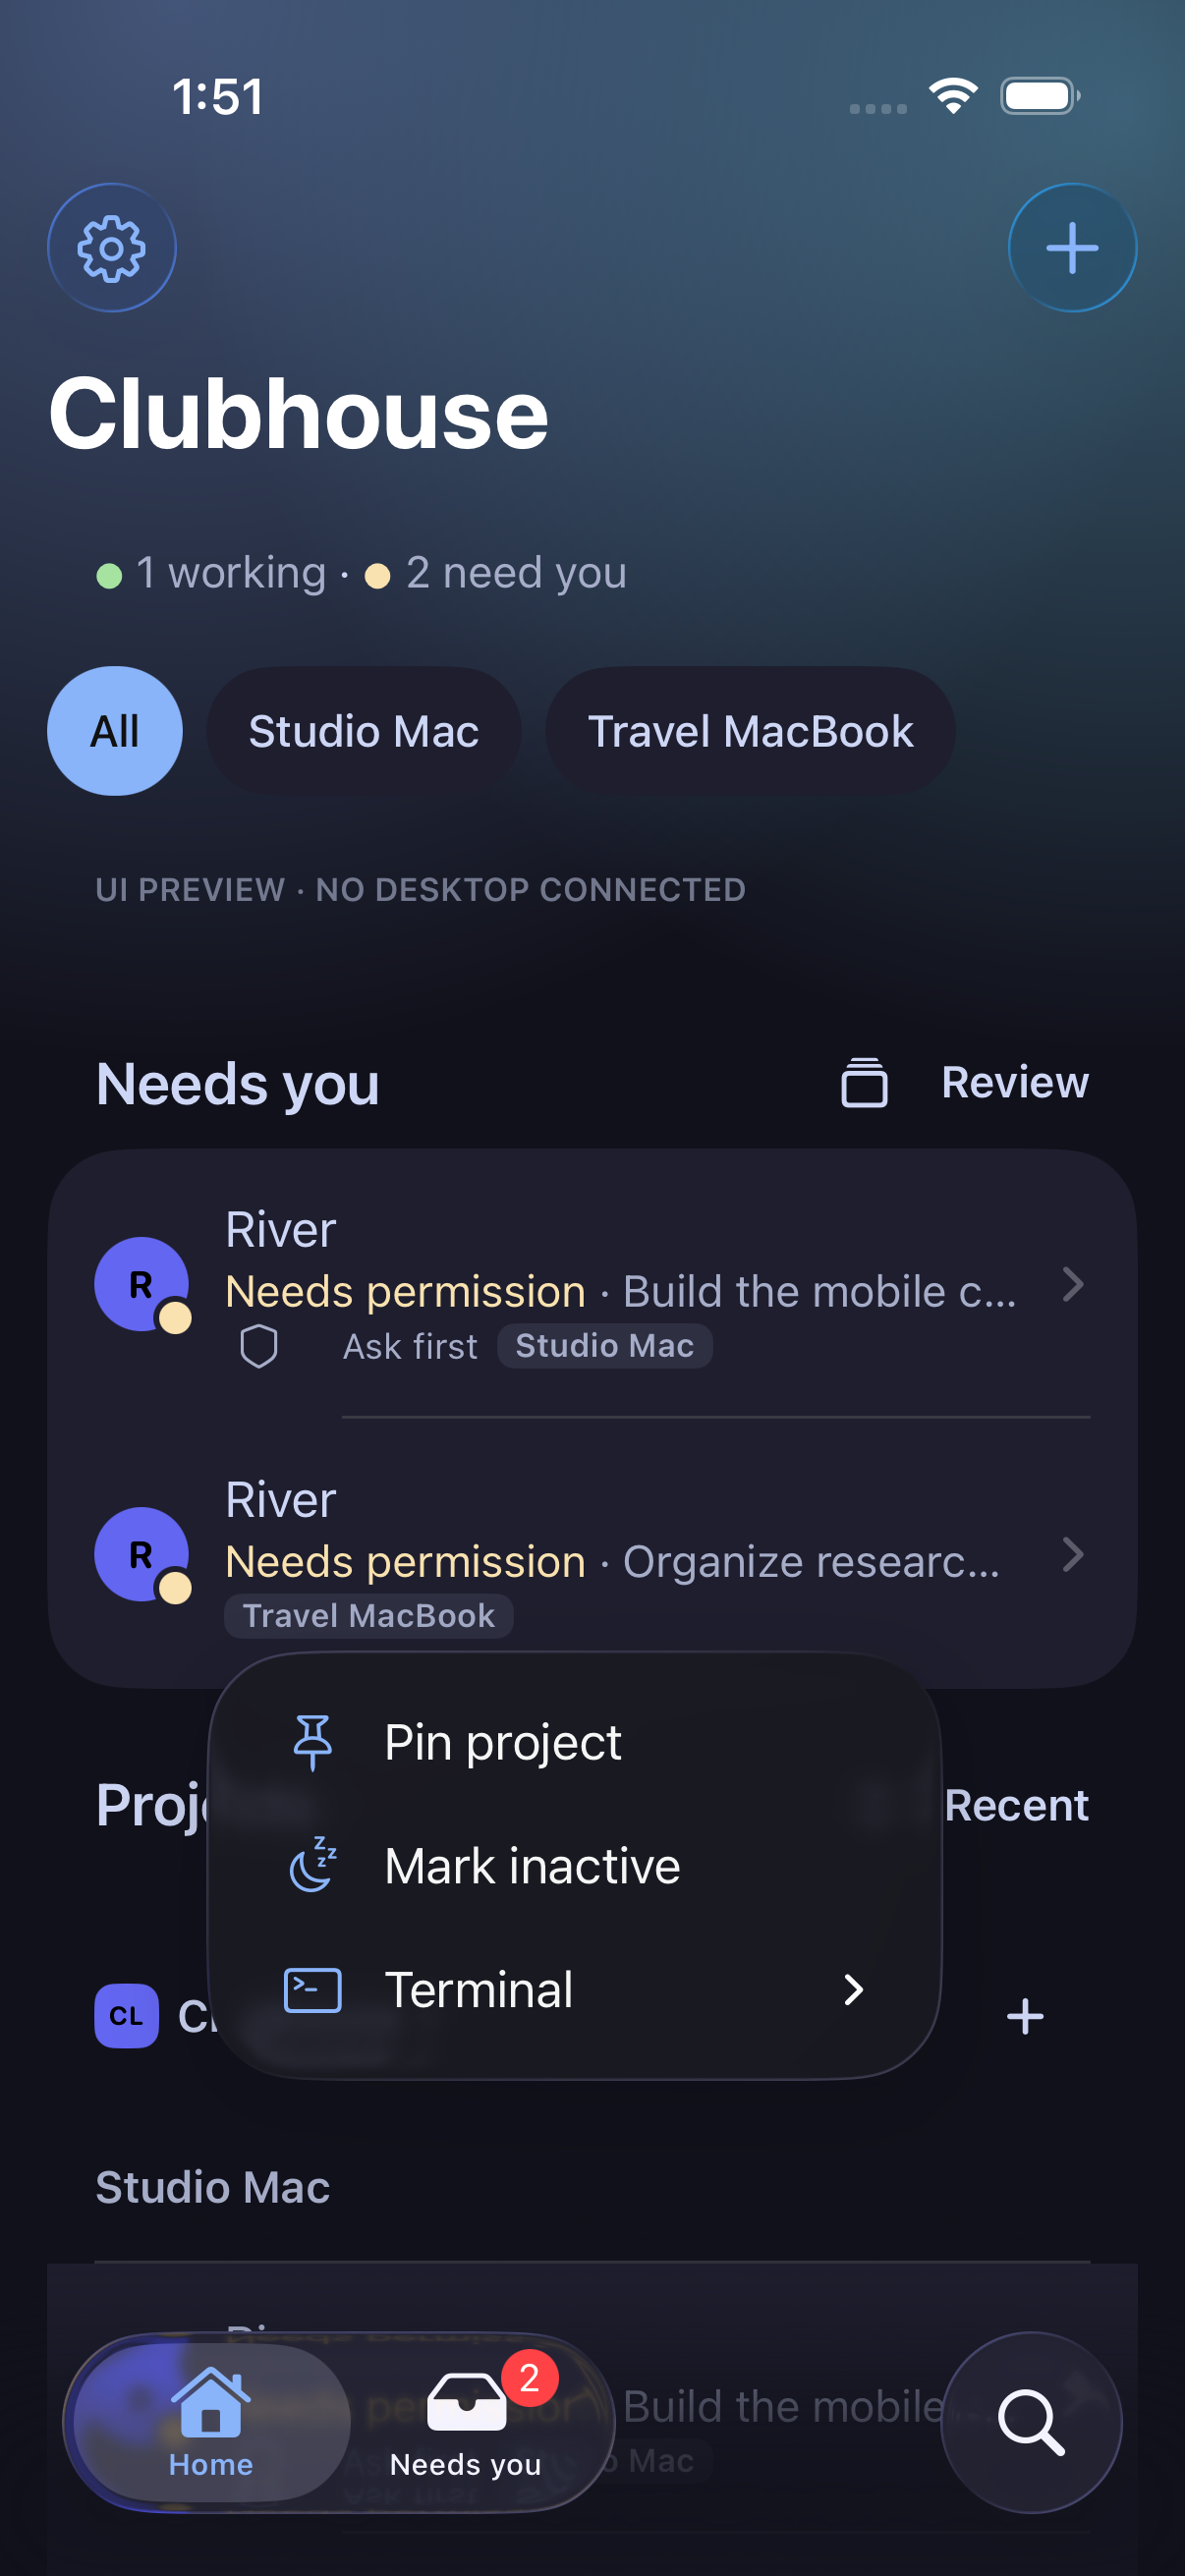 1:51
Clubhouse
1 working · 2 need you
All
Studio Mac
Travel MacBook
UI PREVIEW · NO DESKTOP CONNECTED
Needs you
Review
R
River
Needs permission · Build the mobile c...
Ask first
Studio Mac
R
River
Needs permission · Organize researc...
Travel MacBook
Pin project
Recent
Mark inactive
Terminal
CL
Studio Mac
Build the mobile
Mac
Home
Needs you
2